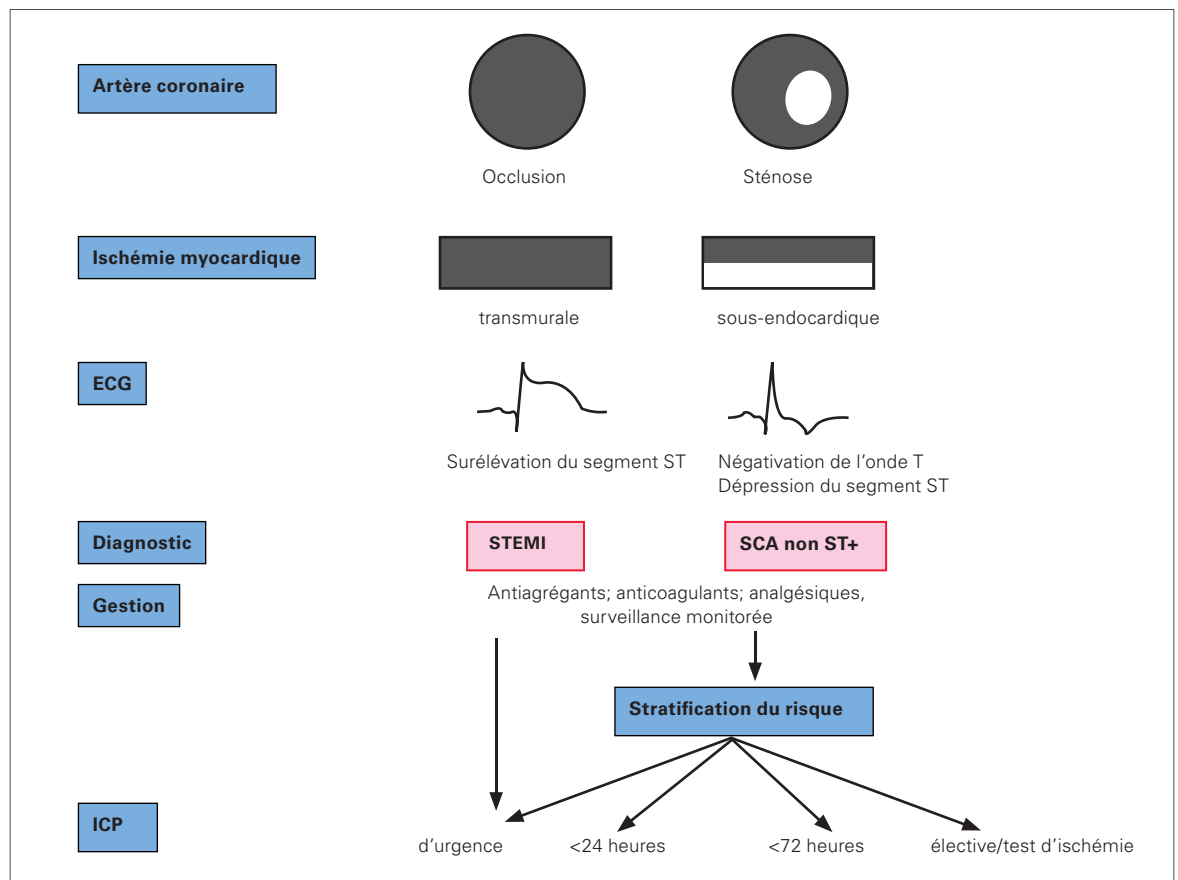 Artère coronaire
Occlusion
Sténose
Ischémie myocardique
transmurale
sous-endocardique
ECG
Surélévation du segment ST
Négativation de l'onde T
Dépression du segment ST
Diagnostic
STEMI
SCA non ST+
Gestion
Antiagrégants; anticoagulants; analgésiques,
surveillance monitorée
Stratification du risque
ICP
d'urgence
<24 heures
<72 heures
élective/test d'ischémie